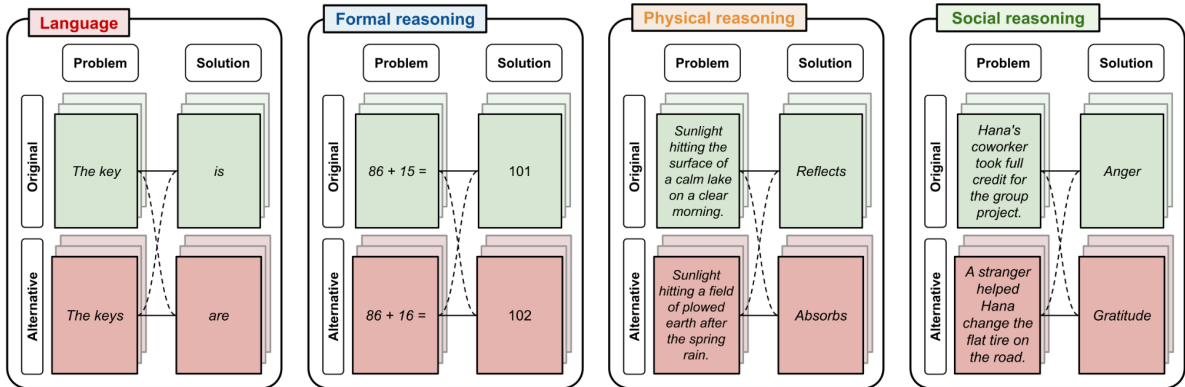 Language
Problem
Solution
Original
The key
is
Alternative
The keys
are
Formal reasoning
Problem
Solution
Original
86 + 15 =
101
Alternative
86 + 16 =
102
Physical reasoning
Problem
Solution
Original
Sunlight
hitting the
surface of
a calm lake
on a clear
morning.
Reflects
Alternative
Sunlight
hitting a field
of plowed
earth after
the spring
rain.
Absorbs
Social reasoning
Problem
Solution
Original
Hana's
coworker
took full
credit for
the group
project.
Anger
Alternative
A stranger
helped
Hana
change the
flat tire on
the road.
Gratitude